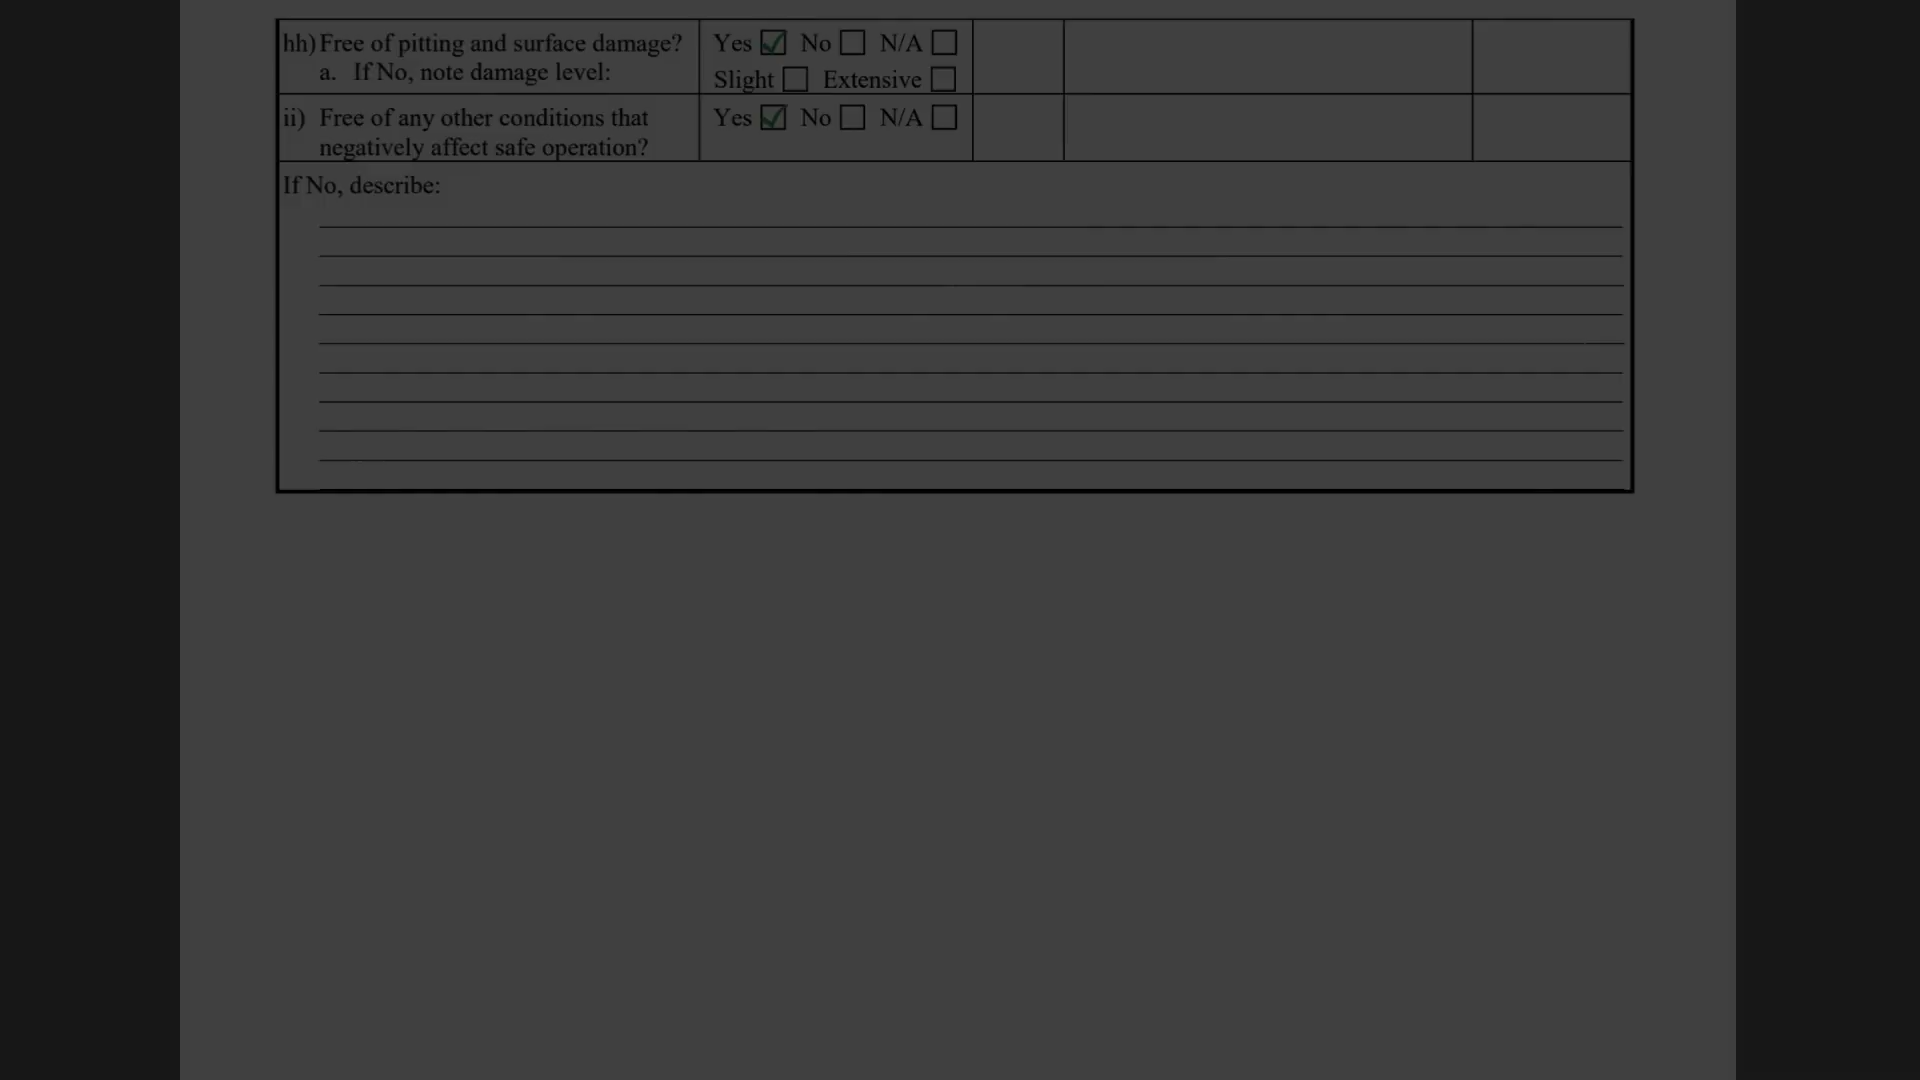 hh) Free of pitting and surface damage? Yes No N/A
a. If No, note damage level: Slight Extensive
ii) Free of any other conditions that Yes No N/A
negatively affect safe operation?
If No, describe: